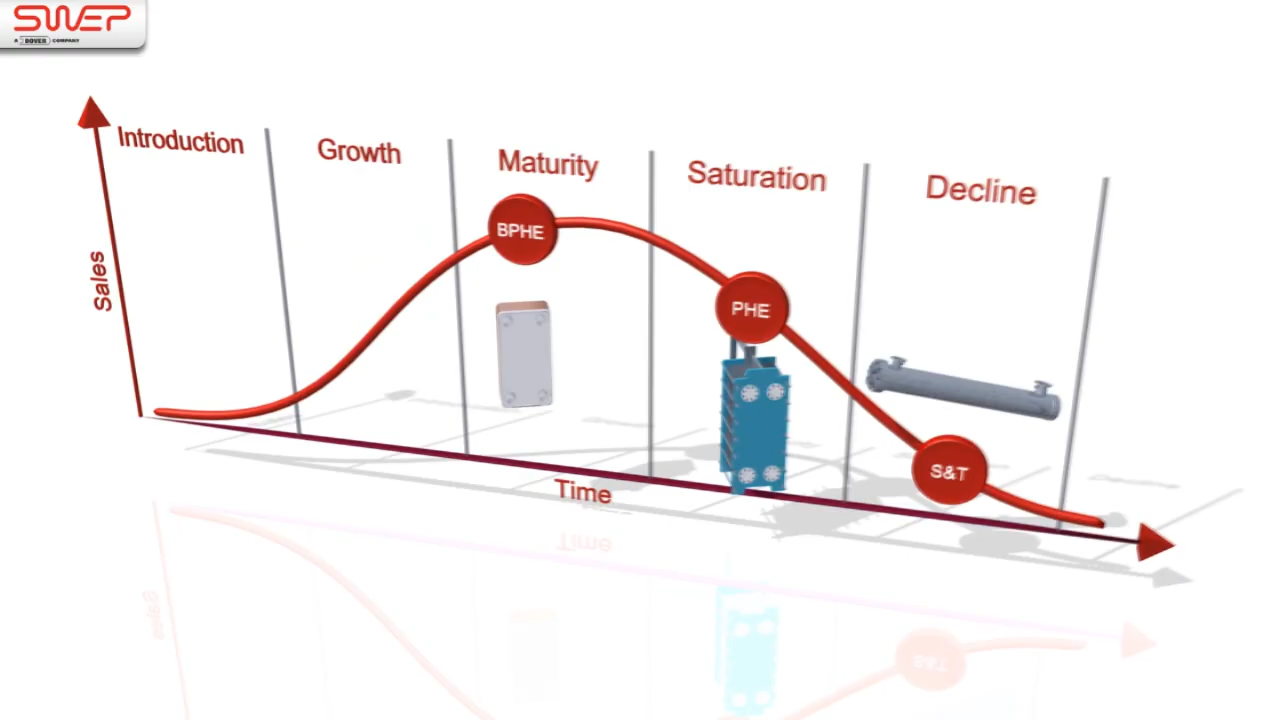 SWEP
A DOVER COMPANY
Introduction
Growth
Maturity
Saturation
Decline
Sales
BPHE
PHE
S&T
Time